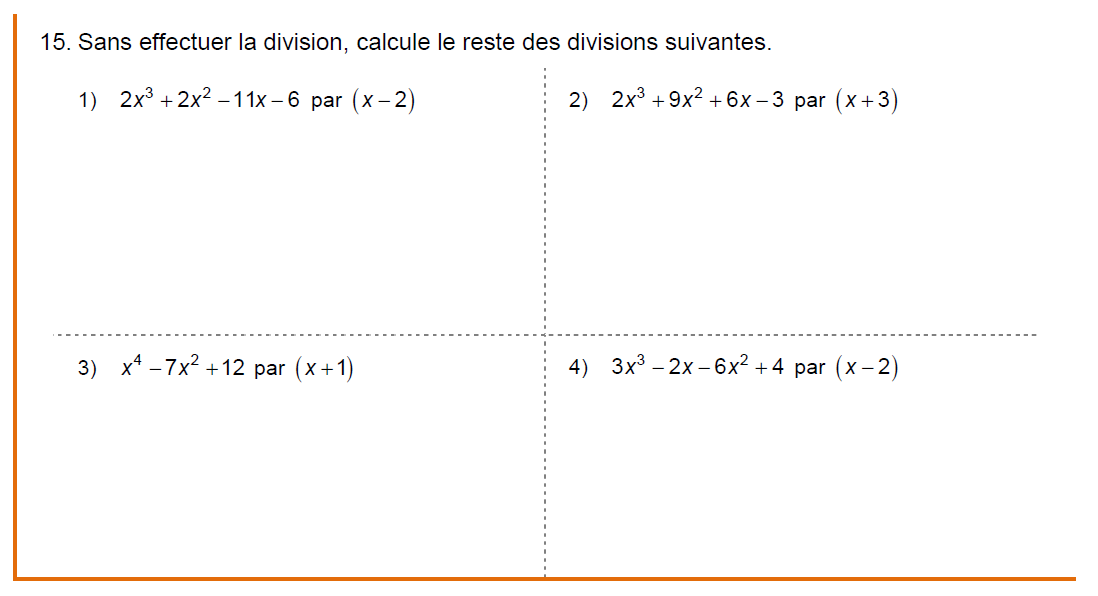 15. Sans effectuer la division, calcule le reste des divisions suivantes.
1) 2x³ + 2x² – 11x – 6 par (x – 2)
2) 2x³ + 9x² + 6x – 3 par (x + 3)
3) x⁴ – 7x² + 12 par (x + 1)
4) 3x³ – 2x – 6x² + 4 par (x – 2)